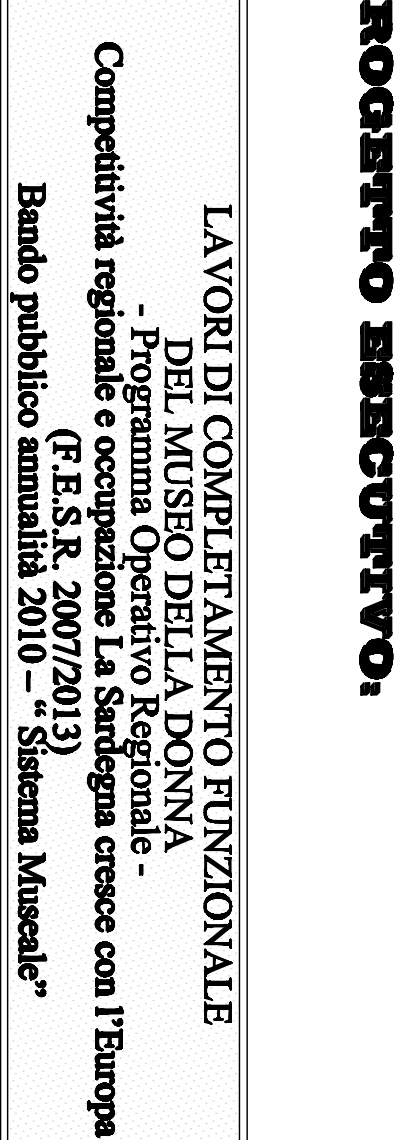 ROGETTO ESECUTIVO:
LAVORI DI COMPLETAMENTO FUNZIONALE
DEL MUSEO DELLA DONNA
- Programma Operativo Regionale -
Competitività regionale e occupazione La Sardegna cresce con l’Europa
(F.E.S.R. 2007/2013)
Bando pubblico annualità 2010 – “ Sistema Museale”